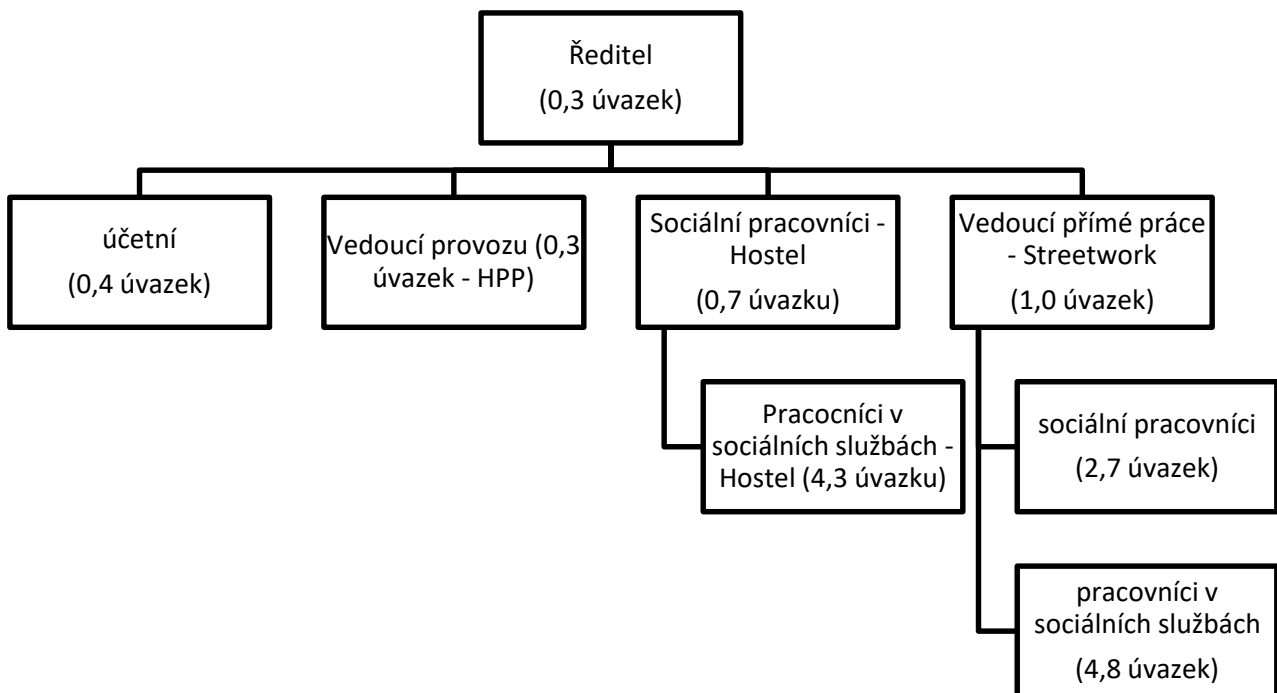 Ředitel
(0,3 úvazek)
účetní
(0,4 úvazek)
Vedoucí provozu (0,3
úvazek - HPP)
Sociální pracovníci -
Hostel
(0,7 úvazku)
Vedoucí přímé práce
- Streetwork
(1,0 úvazek)
Pracocníci v
sociálních službách -
Hostel (4,3 úvazku)
sociální pracovníci
(2,7 úvazek)
pracovníci v
sociálních službách
(4,8 úvazek)